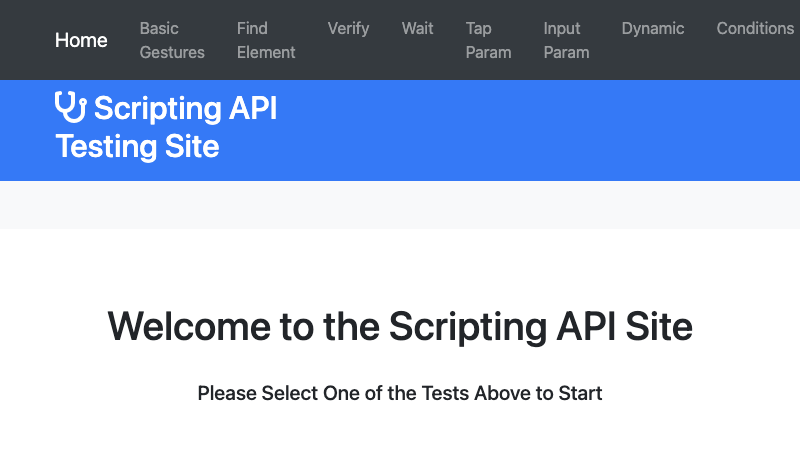 Home
Basic Gestures
Find Element
Verify
Wait
Tap Param
Input Param
Dynamic
Conditions
Scripting API
Testing Site
Welcome to the Scripting API Site
Please Select One of the Tests Above to Start